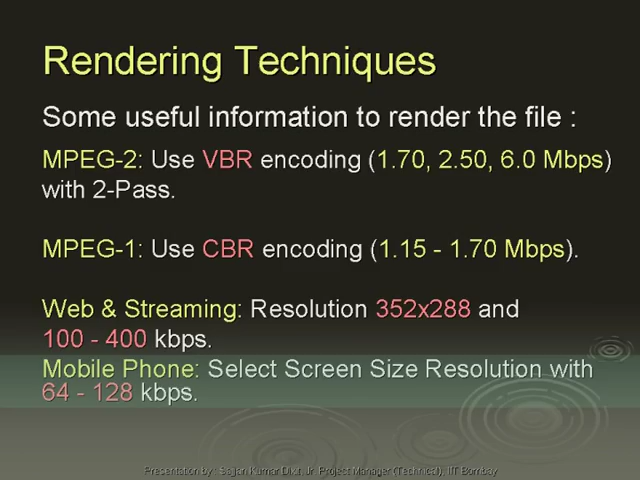 Rendering Techniques
Some useful information to render the file :
MPEG-2: Use VBR encoding (1.70, 2.50, 6.0 Mbps)
with 2-Pass.
MPEG-1: Use CBR encoding (1.15 - 1.70 Mbps).
Web & Streaming: Resolution 352x288 and
100 - 400 kbps.
Mobile Phone: Select Screen Size Resolution with
64 - 128 kbps.
Presentation by: Sajan Kumar Dixit, Jr. Project Manager (Technical), IIT Bombay